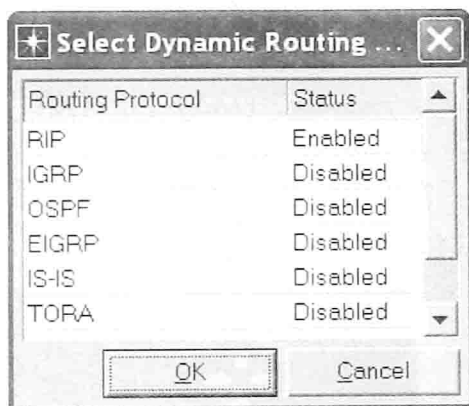 Select Dynamic Routing ...
Routing Protocol Status
RIP Enabled
IGRP Disabled
OSPF Disabled
EIGRP Disabled
IS-IS Disabled
TORA Disabled
OK Cancel